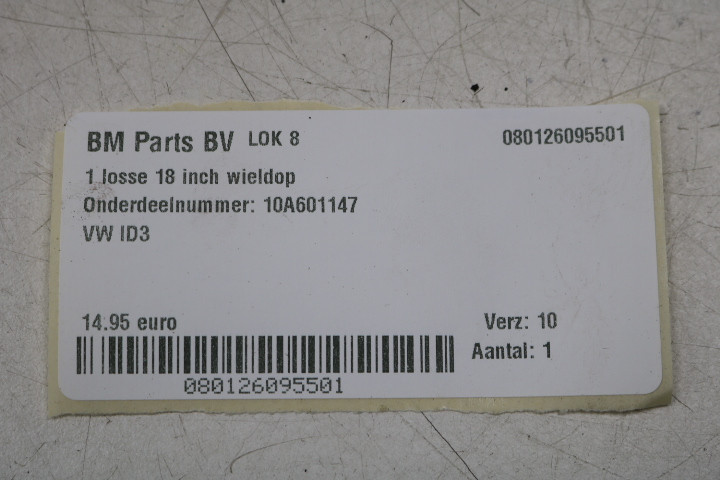 BM Parts BV LOK 8 080126095501
1 losse 18 inch wieldop
Onderdeelnummer: 10A601147
VW ID3
14.95 euro Verz: 10
Aantal: 1
080126095501